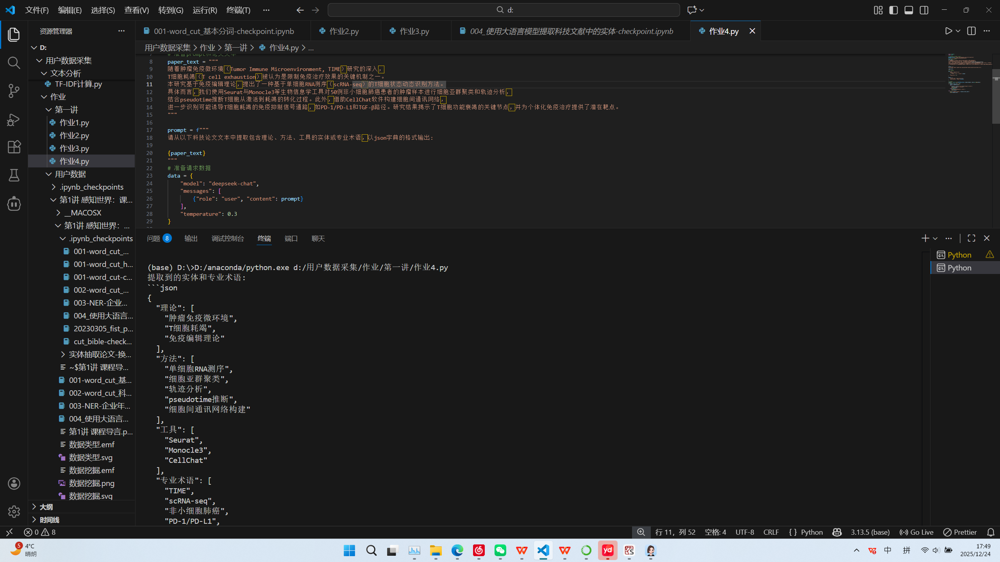 文件(F) 编辑(E) 选择(S) 查看(V) 转到(G) 运行(R) 终端(T) ··· d:
资源管理器
D:
用户数据采集
文本分析
TF-IDF计算.py
作业
第一讲
作业1.py
作业2.py
作业3.py
作业4.py
用户数据
.ipynb_checkpoints
第1讲 感知世界：课...
__MACOSX
第1讲 感知世界：...
.ipynb_checkpoints
001-word_cut_...
001-word_cut_h...
001-word_cut-c...
002-word_cut_...
003-NER-企业...
004_使用大语言...
20230305_fist_p...
cut_bible-check...
实体抽取论文-换...
~$第1讲 课程导...
001-word_cut_基...
002-word_cut_科...
003-NER-企业年...
004_使用大语言...
第1讲 课程导言.p...
数据类型.emf
数据类型.svg
数据挖掘.emf
数据挖掘.png
数据挖掘.svg
大纲
时间线
001-word_cut_基本分词-checkpoint.ipynb 作业2.py 作业3.py 004_使用大语言模型提取科技文献中的实体-checkpoint.ipynb 作业4.py
用户数据采集 > 作业 > 第一讲 > 作业4.py > ...
7 # 准备prompt和论文文本
8 paper_text = """
9 随着肿瘤免疫微环境（Tumor Immune Microenvironment, TIME）研究的深入，
10 T细胞耗竭（T cell exhaustion）被认为是限制免疫治疗效果的关键机制之一。
11 本研究基于免疫编辑理论，提出了一种基于单细胞RNA测序（scRNA-seq）的T细胞状态动态识别方法。
12 具体而言，我们使用Seurat与Monocle3等生物信息学工具对50例非小细胞肺癌患者的肿瘤样本进行细胞亚群聚类和轨迹分析，
13 结合pseudotime推断T细胞从激活到耗竭的转化过程。此外，借助CellChat软件构建细胞间通讯网络，
14 进一步识别可能诱导T细胞耗竭的免疫抑制信号通路，如PD-1/PD-L1和TGF-β路径。研究结果揭示了T细胞功能衰竭的关键节点，并为个体化免疫治疗提供了潜在靶点。
15 """
16
17 prompt = f"""
18 请从以下科技论文文本中提取包含理论、方法、工具的实体或专业术语，以json字典的格式输出:
19
20 {paper_text}
21 """
22 # 准备请求数据
23 data = {
24 "model": "deepseek-chat",
25 "messages": [
26 {"role": "user", "content": prompt}
27 ],
28 "temperature": 0.3
29 }
问题 8 输出 调试控制台 终端 端口 聊天
Python
Python
(base) D:\>D:/anaconda/python.exe d:/用户数据采集/作业/第一讲/作业4.py
提取到的实体和专业术语:
```json
{
"理论": [
"肿瘤免疫微环境",
"T细胞耗竭",
"免疫编辑理论"
],
"方法": [
"单细胞RNA测序",
"细胞亚群聚类",
"轨迹分析",
"pseudotime推断",
"细胞间通讯网络构建"
],
"工具": [
"Seurat",
"Monocle3",
"CellChat"
],
"专业术语": [
"TIME",
"scRNA-seq",
"非小细胞肺癌",
"PD-1/PD-L1",
0 8 行 11，列 52 空格: 4 UTF-8 CRLF { } Python 3.13.5 (base) Go Live Prettier
5 4°C
晴朗
中 拼 17:49
2025/12/24